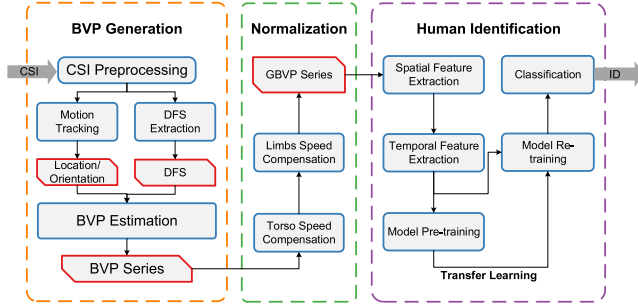 BVP Generation
CSI
CSI Preprocessing
Motion
Tracking
DFS
Extraction
Location/
Orientation
DFS
BVP Estimation
BVP Series
Normalization
GBVP Series
Limbs Speed
Compensation
Torso Speed
Compensation
Human Identification
Spatial Feature
Extraction
Classification
ID
Temporal Feature
Extraction
Model Re-
training
Model Pre-training
Transfer Learning